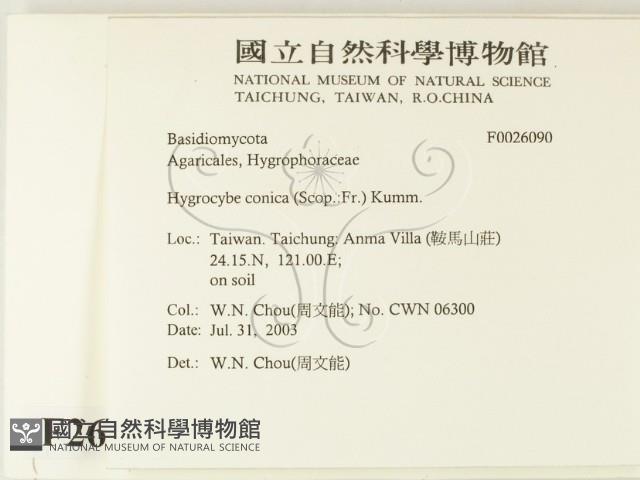 國立自然科學博物館
NATIONAL MUSEUM OF NATURAL SCIENCE
TAICHUNG, TAIWAN, R.O.CHINA
Basidiomycota F0026090
Agaricales, Hygrophoraceae
Hygrocybe conica (Scop.:Fr.) Kumm.
Loc.: Taiwan. Taichung: Anma Villa (鞍馬山莊)
24.15.N, 121.00.E;
on soil
Col.: W.N. Chou(周文能); No. CWN 06300
Date: Jul. 31, 2003
Det.: W.N. Chou(周文能)
F26
國立自然科學博物館
NATIONAL MUSEUM OF NATURAL SCIENCE